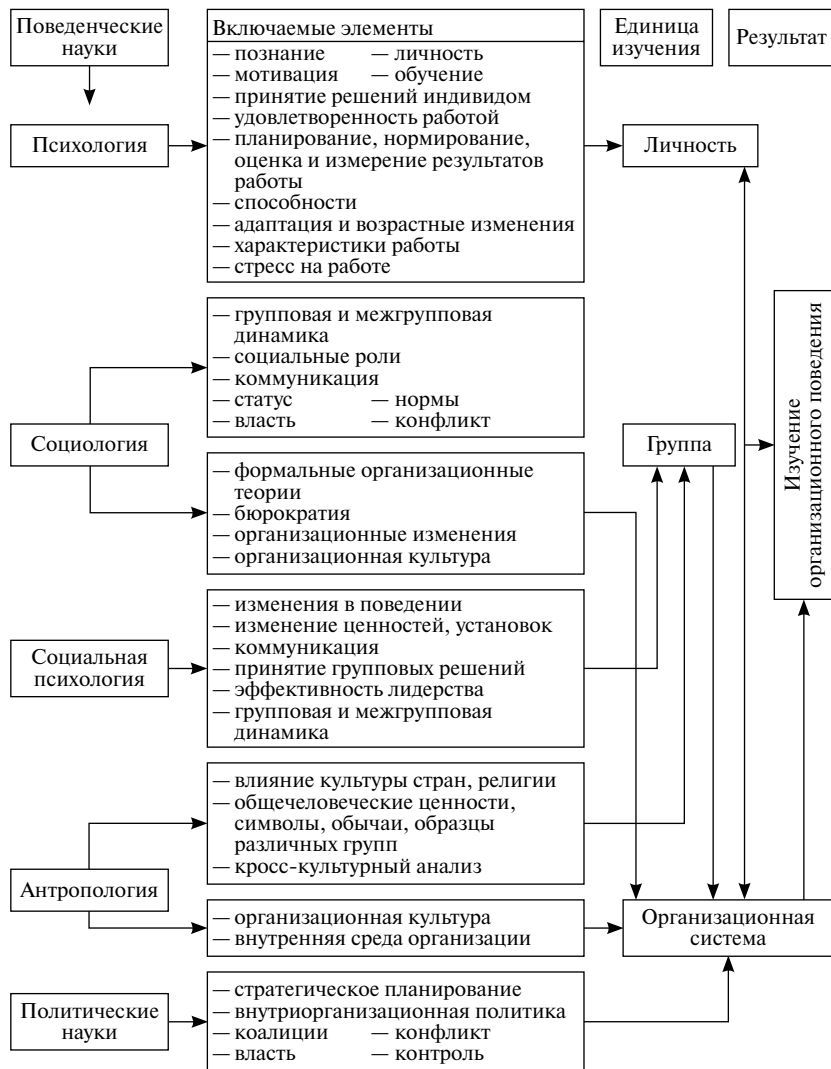 Поведенческие
науки
Включаемые элементы
Единица
изучения
Результат
Психология
— познание — личность
— мотивация — обучение
— принятие решений индивидом
— удовлетворенность работой
— планирование, нормирование,
оценка и измерение результатов
работы
— способности
— адаптация и возрастные изменения
— характеристики работы
— стресс на работе
Личность
Социология
— групповая и межгрупповая
динамика
— социальные роли
— коммуникация
— статус — нормы
— власть — конфликт
Группа
— формальные организационные
теории
— бюрократия
— организационные изменения
— организационная культура
Изучение
организационного поведения
Социальная
психология
— изменения в поведении
— изменение ценностей, установок
— коммуникация
— принятие групповых решений
— эффективность лидерства
— групповая и межгрупповая
динамика
Антропология
— влияние культуры стран, религии
— общечеловеческие ценности,
символы, обычаи, образцы
различных групп
— кросс-культурный анализ
— организационная культура
— внутренняя среда организации
Организационная
система
Политические
науки
— стратегическое планирование
— внутриорганизационная политика
— коалиции — конфликт
— власть — контроль